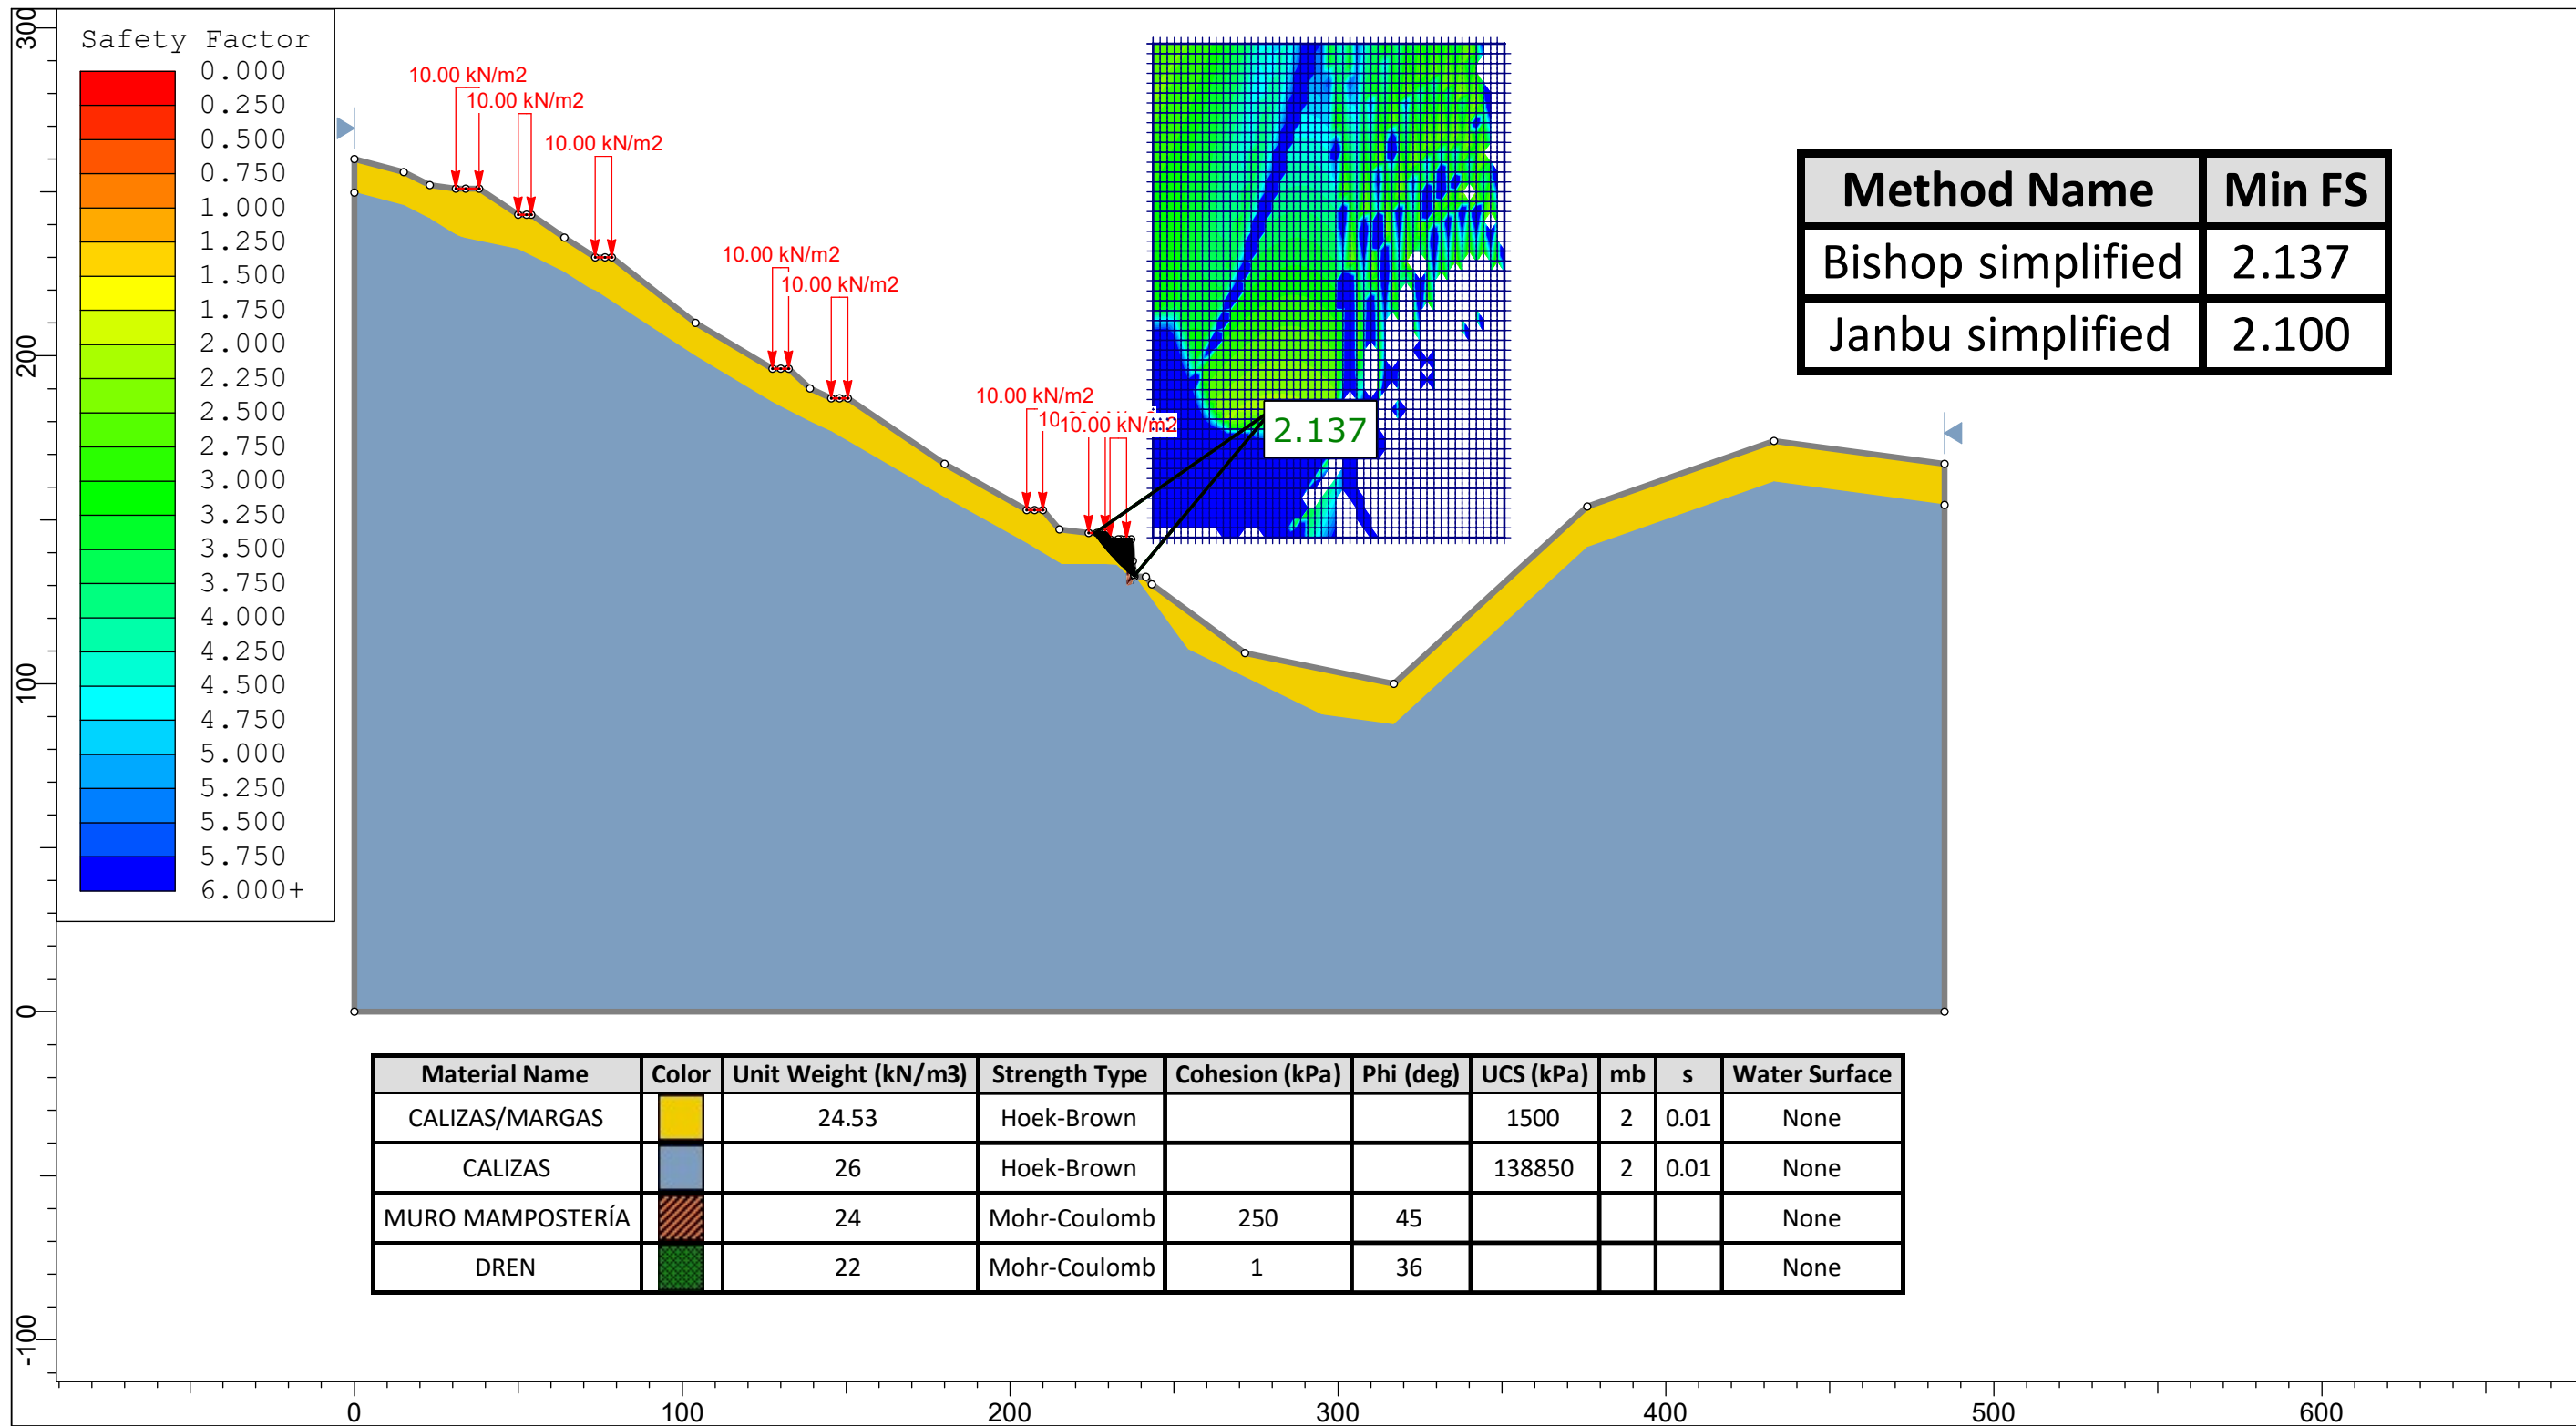 Safety Factor
0.000
0.250
0.500
0.750
1.000
1.250
1.500
1.750
2.000
2.250
2.500
2.750
3.000
3.250
3.500
3.750
4.000
4.250
4.500
4.750
5.000
5.250
5.500
5.750
6.000+
300
200
100
0
-100
10.00 kN/m2
10.00 kN/m2
10.00 kN/m2
10.00 kN/m2
10.00 kN/m2
10.00 kN/m2
10.00 kN/m2
2.137
Method Name Min FS
Bishop simplified 2.137
Janbu simplified 2.100
Material Name Color Unit Weight (kN/m3) Strength Type Cohesion (kPa) Phi (deg) UCS (kPa) mb s Water Surface
CALIZAS/MARGAS 24.53 Hoek-Brown 1500 2 0.01 None
CALIZAS 26 Hoek-Brown 138850 2 0.01 None
MURO MAMPOSTERÍA 24 Mohr-Coulomb 250 45 None
DREN 22 Mohr-Coulomb 1 36 None
0 100 200 300 400 500 600